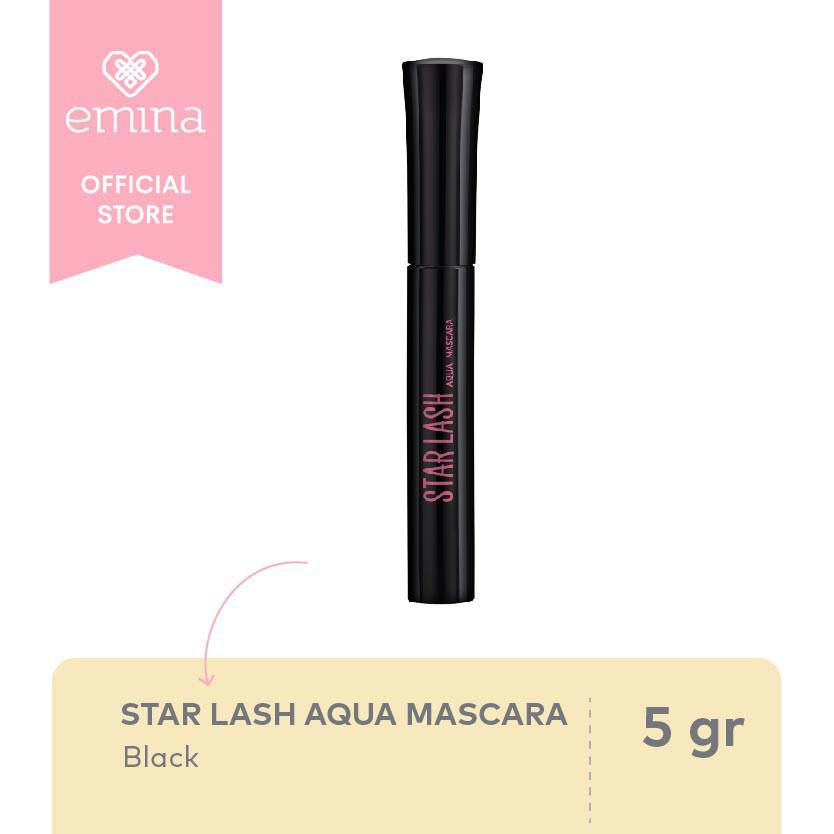 emina
OFFICIAL
STORE
STAR LASH
AQUA MASCARA
STAR LASH AQUA MASCARA
Black
5 gr